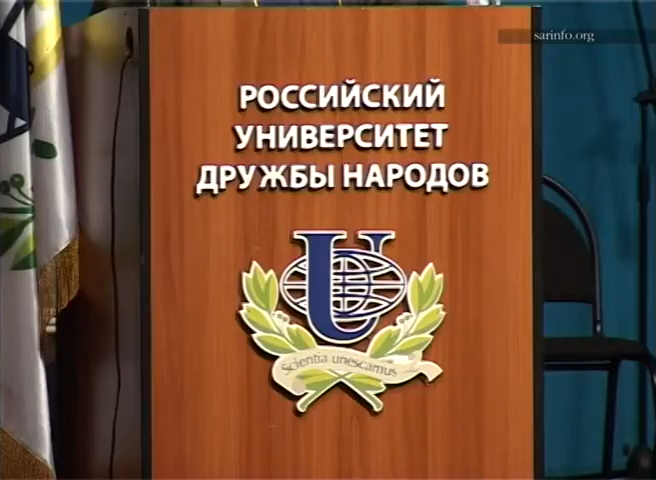 sarinfo.org
РОССИЙСКИЙ
УНИВЕРСИТЕТ
ДРУЖБЫ НАРОДОВ
Scientia unescamus